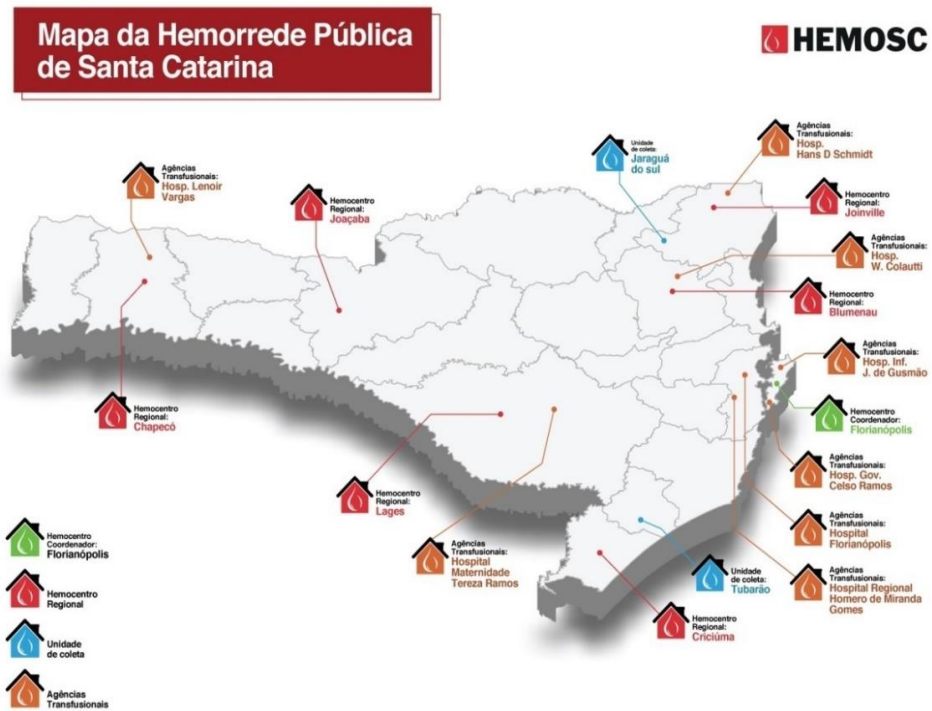 Mapa da Hemorrede Pública
de Santa Catarina
HEMOSC
Agências
Transfusionais:
Hosp. Lenoir
Vargas
Hemocentro
Regional:
Joaçaba
Unidade
de coleta:
Jaraguá
do sul
Agências
Transfusionais:
Hosp.
Hans D Schmidt
Hemocentro
Regional:
Joinville
Agências
Transfusionais:
Hosp.
W. Colautti
Hemocentro
Regional:
Blumenau
Agências
Transfusionais:
Hosp. Inf.
J. de Gusmão
Hemocentro
Coordenador:
Florianópolis
Hemocentro
Regional:
Chapecó
Agências
Transfusionais:
Hosp. Gov.
Celso Ramos
Hemocentro
Regional:
Lages
Agências
Transfusionais:
Hospital
Florianópolis
Agências
Transfusionais:
Hospital
Maternidade
Tereza Ramos
Unidade
de coleta:
Tubarão
Agências
Transfusionais:
Hospital Regional
Homero de Miranda
Gomes
Hemocentro
Regional:
Criciúma
Hemocentro
Coordenador:
Florianópolis
Hemocentro
Regional
Unidade
de coleta
Agências
Transfusionais